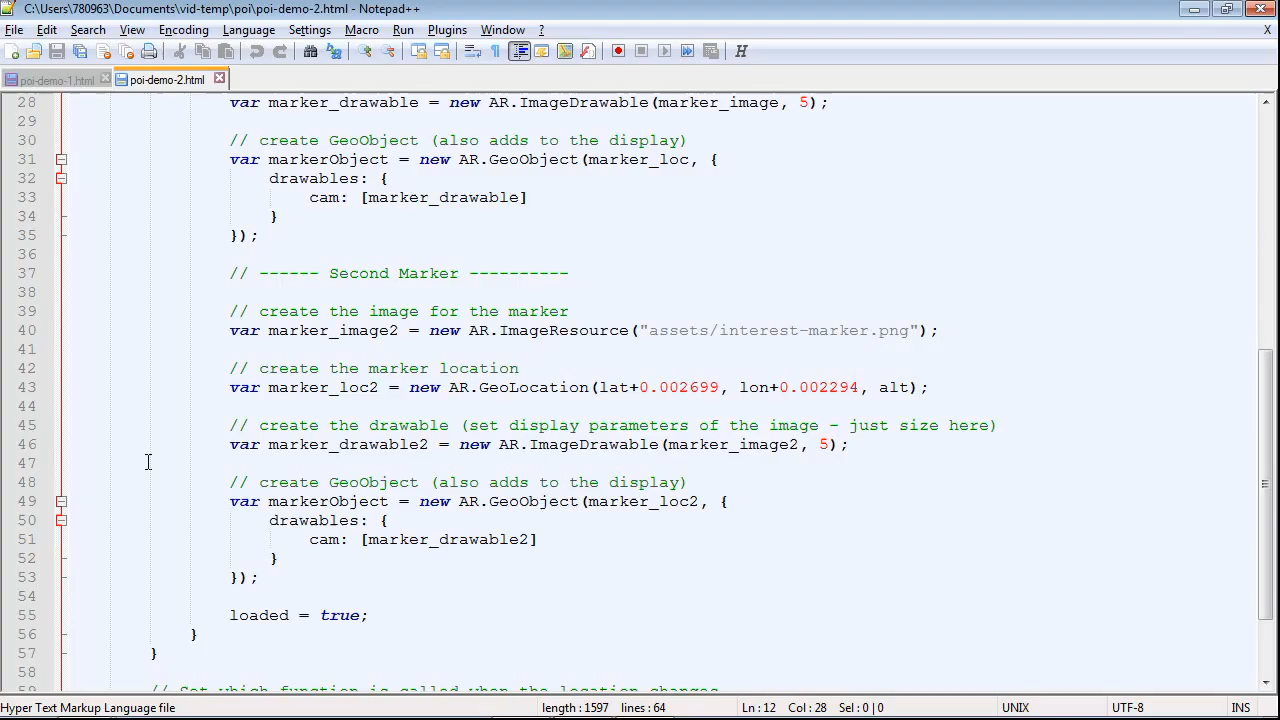 C:\Users\780963\Documents\vid-temp\poi\poi-demo-2.html - Notepad++
File Edit Search View Encoding Language Settings Macro Run Plugins Window ? X
poi-demo-1.html poi-demo-2.html
28 var marker_drawable = new AR.ImageDrawable(marker_image, 5);
29
30 // create GeoObject (also adds to the display)
31 var markerObject = new AR.GeoObject(marker_loc, {
32 drawables: {
33 cam: [marker_drawable]
34 }
35 });
36
37 // ------ Second Marker ----------
38
39 // create the image for the marker
40 var marker_image2 = new AR.ImageResource("assets/interest-marker.png");
41
42 // create the marker location
43 var marker_loc2 = new AR.GeoLocation(lat+0.002699, lon+0.002294, alt);
44
45 // create the drawable (set display parameters of the image - just size here)
46 var marker_drawable2 = new AR.ImageDrawable(marker_image2, 5);
47
48 // create GeoObject (also adds to the display)
49 var markerObject = new AR.GeoObject(marker_loc2, {
50 drawables: {
51 cam: [marker_drawable2]
52 }
53 });
54
55 loaded = true;
56 }
57 }
58
59 // Set which function is called when the location changes
Hyper Text Markup Language file length : 1597 lines : 64 Ln : 12 Col : 28 Sel : 0 | 0 UNIX UTF-8 INS